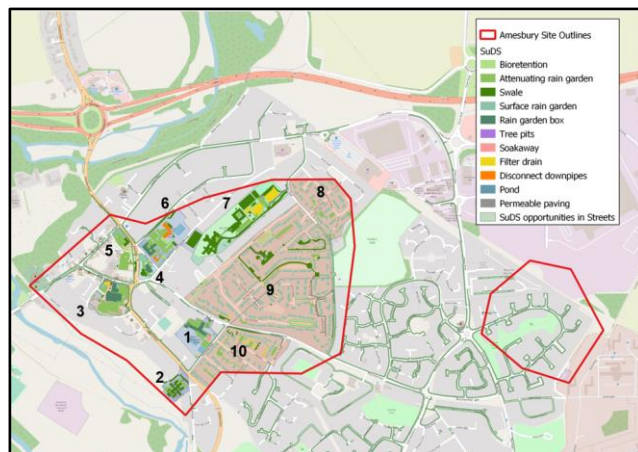 Amesbury Site Outlines
SuDS
Bioretention
Attenuating rain garden
Swale
Surface rain garden
Rain garden box
Tree pits
Soakaway
Filter drain
Disconnect downpipes
Pond
Permeable paving
SuDS opportunities in Streets
8
6
7
5
4
9
3
1
10
2